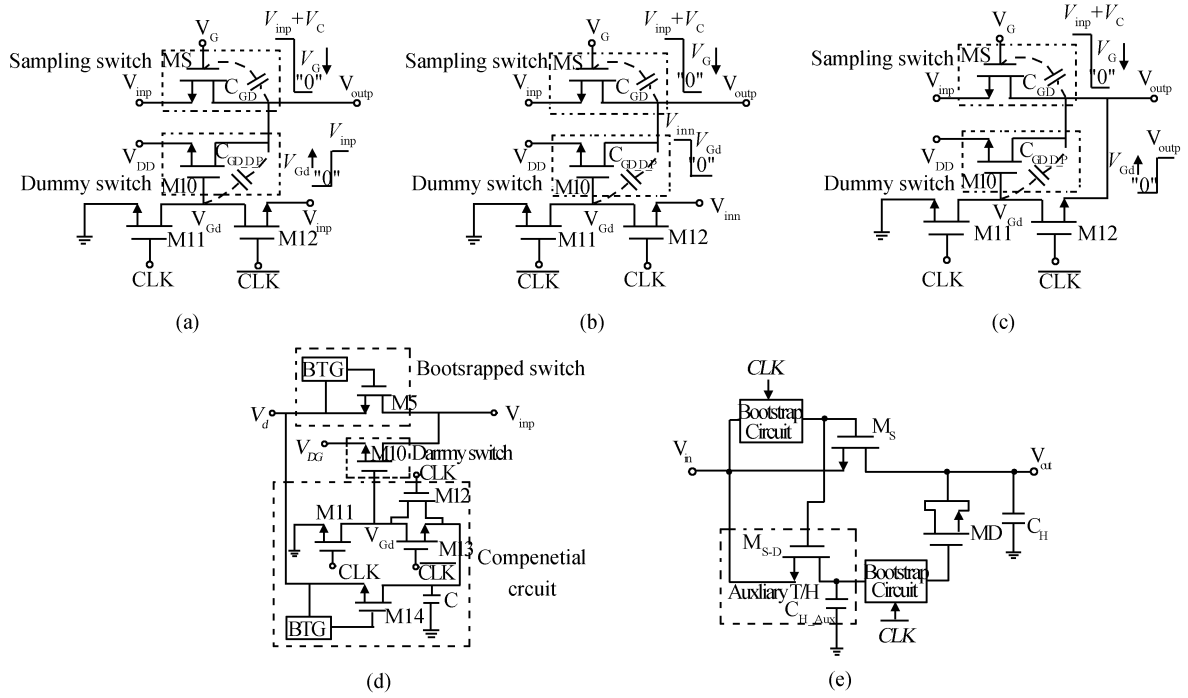 V_G
V_inp+V_C
V_G
"0"
Sampling switch
MS
C_GD
V_inp
V_outp
V_DD
C_GD_D_P
Dummy switch
M10
V_Gd
"0"
V_inp
V_Gd
M11
M12
V_inp
CLK
CLK
(a)
V_G
V_inp+V_C
V_G
"0"
Sampling switch
MS
C_GD
V_inp
V_outp
V_DD
C_GD_D_P
Dummy switch
M10
V_inn
V_Gd
"0"
V_Gd
M11
M12
V_inn
CLK
CLK
(b)
V_G
V_inp+V_C
V_G
"0"
Sampling switch
MS
C_GD
V_inp
V_outp
V_DD
C_GD_D_P
Dummy switch
M10
V_outp
V_Gd
"0"
V_Gd
M11
M12
CLK
CLK
(c)
BTG
Bootsrapped switch
M5
V_d
V_inp
V_DG
M10
Dammy switch
CLK
M12
M11
V_Gd
M13
CLK
CLK
Compenetial
crcuit
M14
C
BTG
(d)
CLK
Bootstrap
Circuit
M_S
V_in
V_out
M_S-D
MD
C_H
Auxliary T/H
C_H_Aux
Bootstrap
Circuit
CLK
(e)